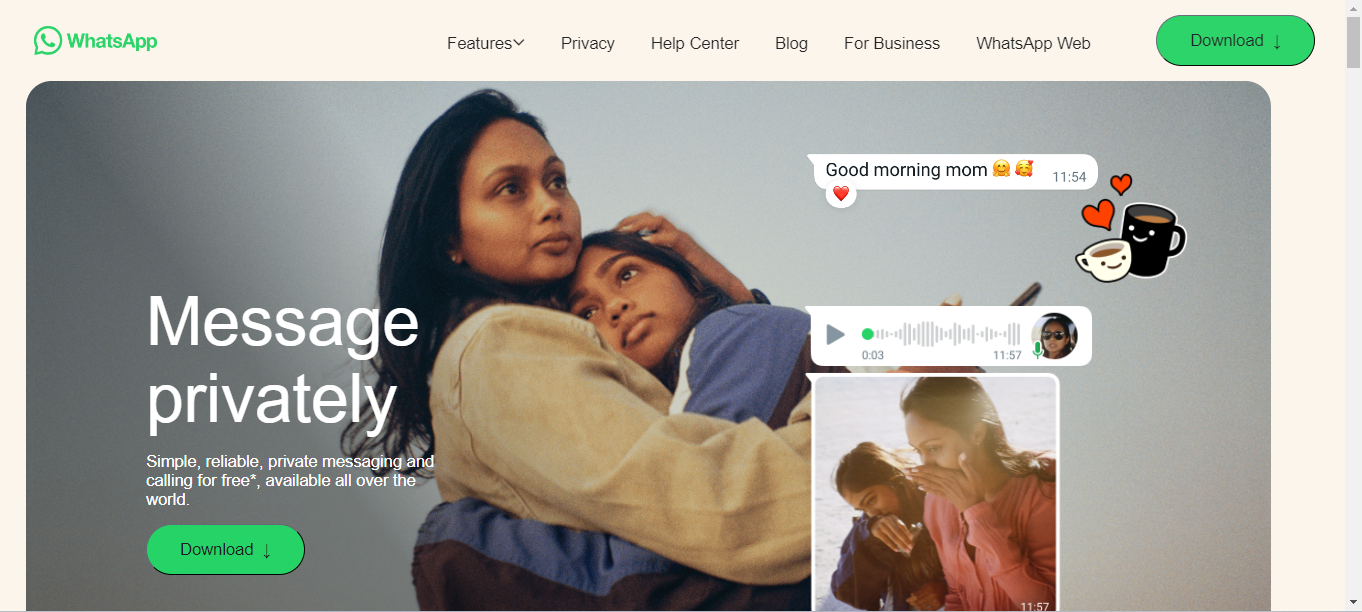 WhatsApp
Features
Privacy
Help Center
Blog
For Business
WhatsApp Web
Download ↓
Good morning mom 🤗 🥰 11:54
❤️
0:03 11:57
Message
privately
Simple, reliable, private messaging and
calling for free*, available all over the
world.
Download ↓
11:57